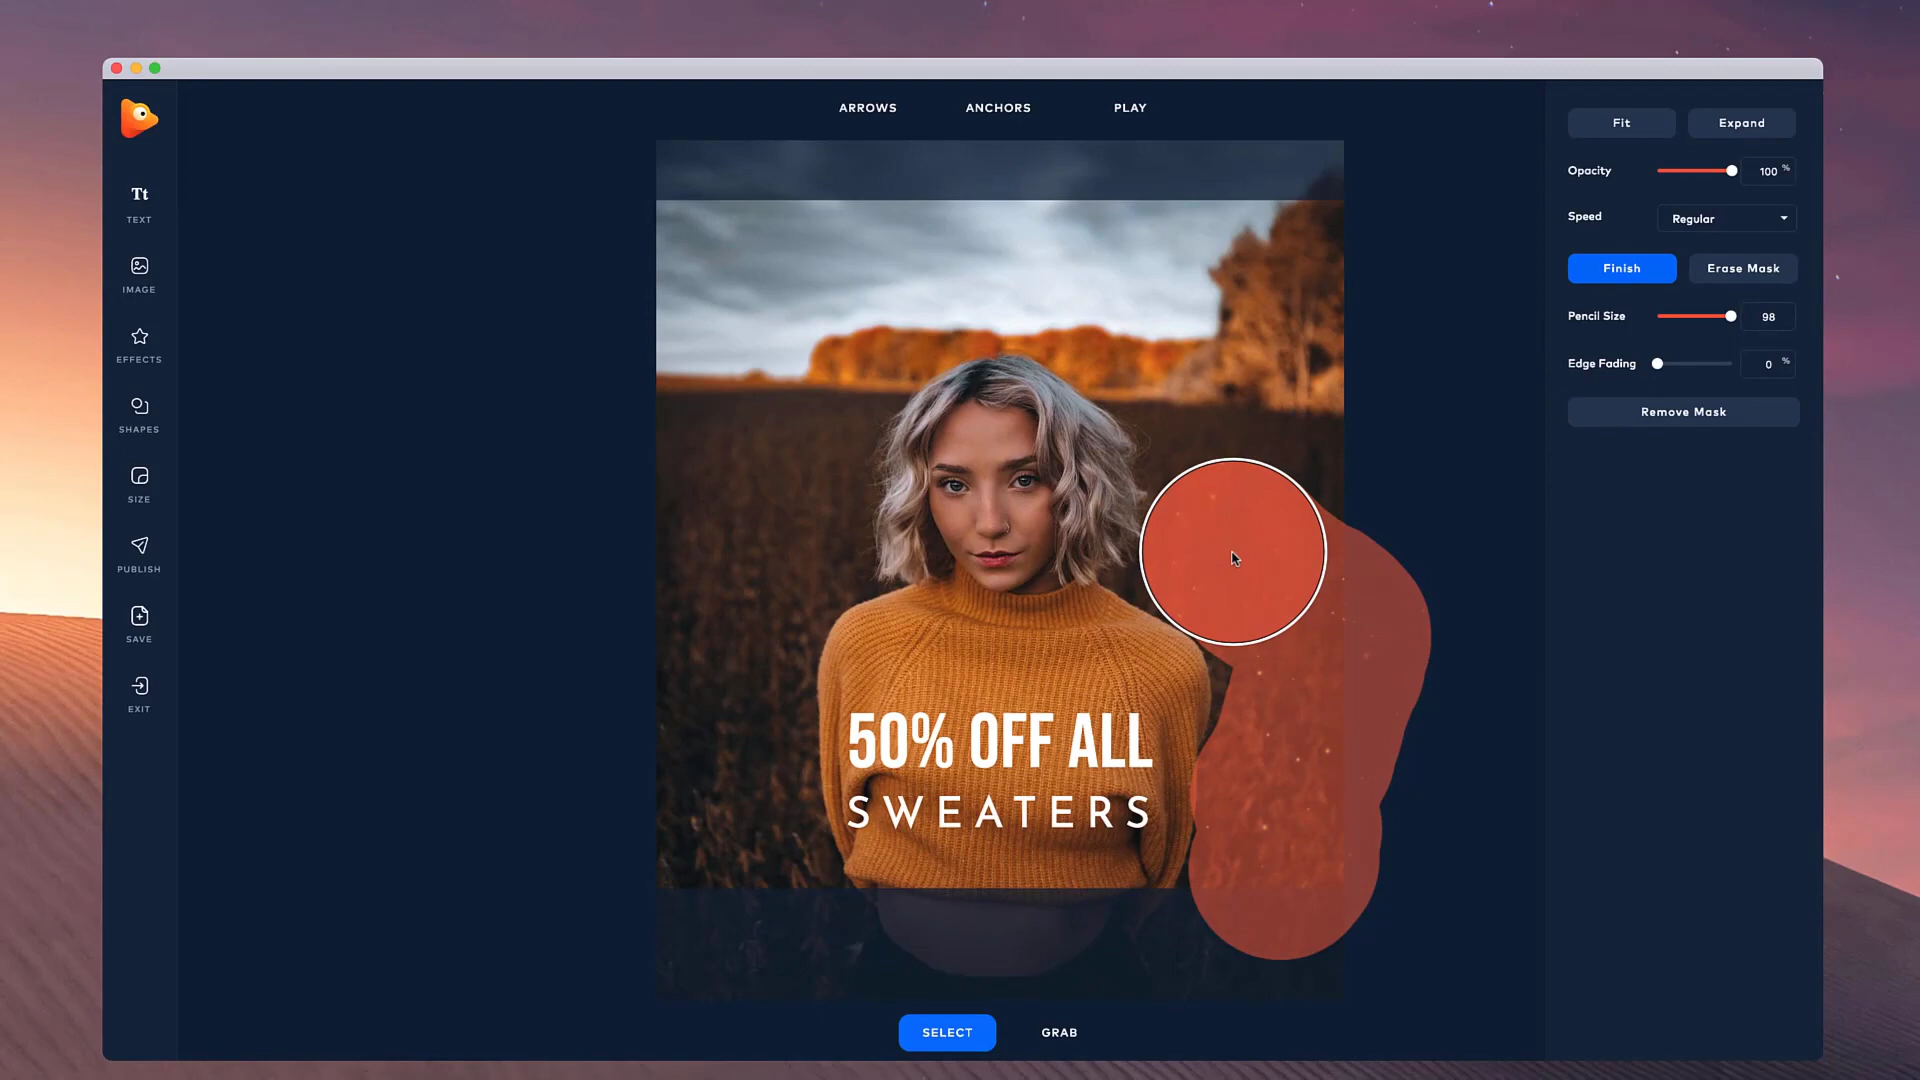 ARROWS ANCHORS PLAY
TEXT
IMAGE
EFFECTS
SHAPES
SIZE
PUBLISH
SAVE
EXIT
Tt
50% OFF ALL
SWEATERS
SELECT GRAB
Fit Expand
Opacity 100 %
Speed Regular
Finish Erase Mask
Pencil Size 98
Edge Fading 0 %
Remove Mask